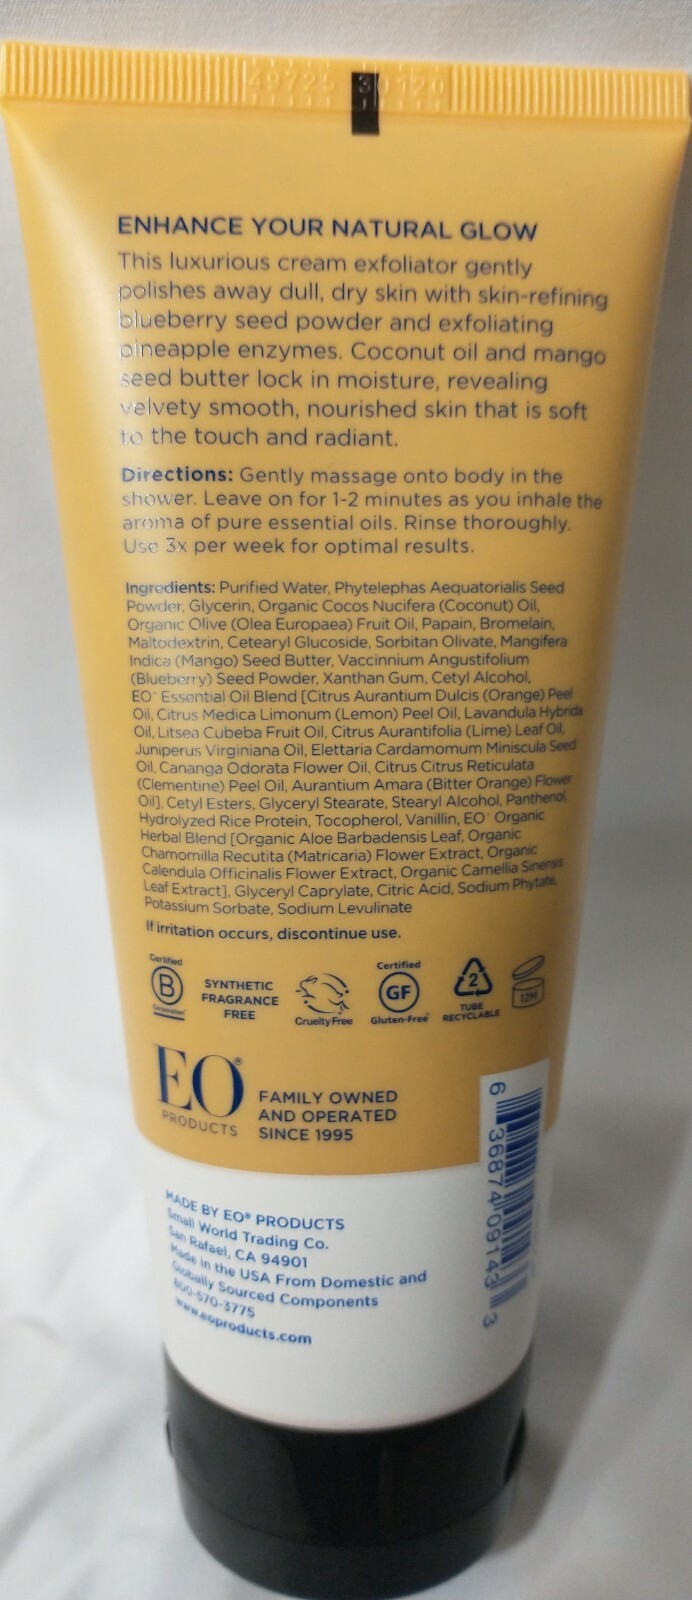 49725 30120
ENHANCE YOUR NATURAL GLOW
This luxurious cream exfoliator gently
polishes away dull, dry skin with skin-refining
blueberry seed powder and exfoliating
pineapple enzymes. Coconut oil and mango
seed butter lock in moisture, revealing
velvety smooth, nourished skin that is soft
to the touch and radiant.
Directions: Gently massage onto body in the
shower. Leave on for 1-2 minutes as you inhale the
aroma of pure essential oils. Rinse thoroughly.
Use 3x per week for optimal results.
Ingredients: Purified Water, Phytelephas Aequatorialis Seed
Powder, Glycerin, Organic Cocos Nucifera (Coconut) Oil,
Organic Olive (Olea Europaea) Fruit Oil, Papain, Bromelain,
Maltodextrin, Cetearyl Glucoside, Sorbitan Olivate, Mangifera
Indica (Mango) Seed Butter, Vaccinnium Angustifolium
(Blueberry) Seed Powder, Xanthan Gum, Cetyl Alcohol,
EO® Essential Oil Blend [Citrus Aurantium Dulcis (Orange) Peel
Oil, Citrus Medica Limonum (Lemon) Peel Oil, Lavandula Hybrida
Oil, Litsea Cubeba Fruit Oil, Citrus Aurantifolia (Lime) Leaf Oil,
Juniperus Virginiana Oil, Elettaria Cardamomum Miniscula Seed
Oil, Cananga Odorata Flower Oil, Citrus Citrus Reticulata
(Clementine) Peel Oil, Aurantium Amara (Bitter Orange) Flower
Oil], Cetyl Esters, Glyceryl Stearate, Stearyl Alcohol, Panthenol,
Hydrolyzed Rice Protein, Tocopherol, Vanillin, EO® Organic
Herbal Blend [Organic Aloe Barbadensis Leaf, Organic
Chamomilla Recutita (Matricaria) Flower Extract, Organic
Calendula Officinalis Flower Extract, Organic Camellia Sinensis
Leaf Extract], Glyceryl Caprylate, Citric Acid, Sodium Phytate,
Potassium Sorbate, Sodium Levulinate
If irritation occurs, discontinue use.
Certified
B
Corporation
SYNTHETIC
FRAGRANCE
FREE
Cruelty Free
Certified
GF
Gluten-Free
2
TUBE
RECYCLABLE
12M
EO®
PRODUCTS
FAMILY OWNED
AND OPERATED
SINCE 1995
MADE BY EO® PRODUCTS
Small World Trading Co.
San Rafael, CA 94901
Made in the USA From Domestic and
Globally Sourced Components
800-570-3775
www.eoproducts.com
6 36874 09143 3